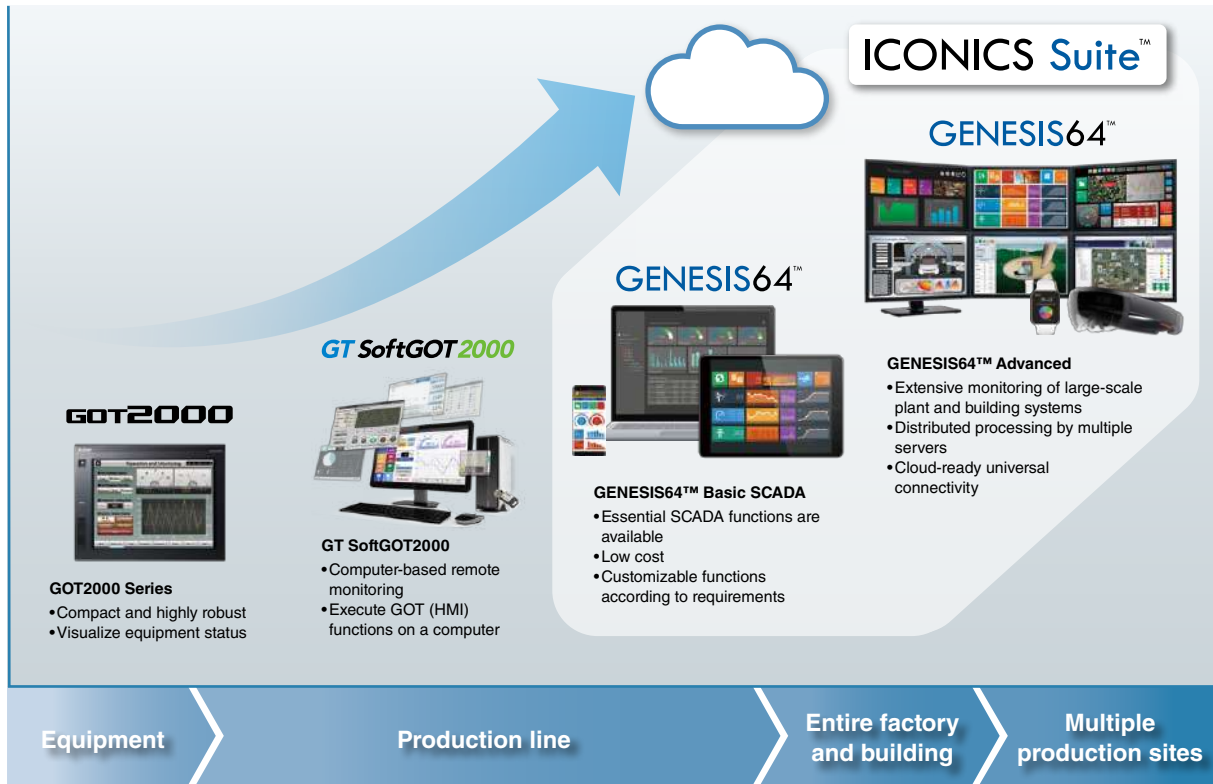 ICONICS Suite™
GENESIS64™
GENESIS64™
GT SoftGOT2000
GOT2000
GENESIS64™ Advanced
•Extensive monitoring of large-scale
plant and building systems
•Distributed processing by multiple
servers
•Cloud-ready universal
connectivity
GENESIS64™ Basic SCADA
•Essential SCADA functions are
available
•Low cost
•Customizable functions
according to requirements
GT SoftGOT2000
•Computer-based remote
monitoring
•Execute GOT (HMI)
functions on a computer
GOT2000 Series
•Compact and highly robust
•Visualize equipment status
Operation and Monitoring
Equipment
Production line
Entire factory
and building
Multiple
production sites